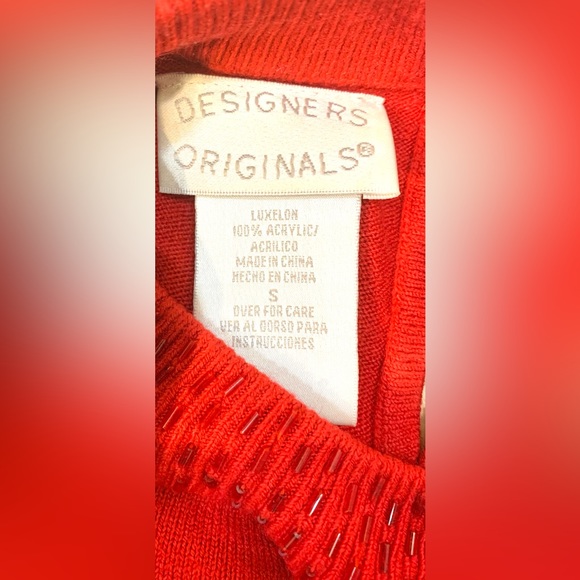 DESIGNERS
ORIGINALS®
LUXELON
100% ACRYLIC/
ACRILICO
MADE IN CHINA
HECHO EN CHINA
S
OVER FOR CARE
VER AL DORSO PARA
INSTRUCCIONES